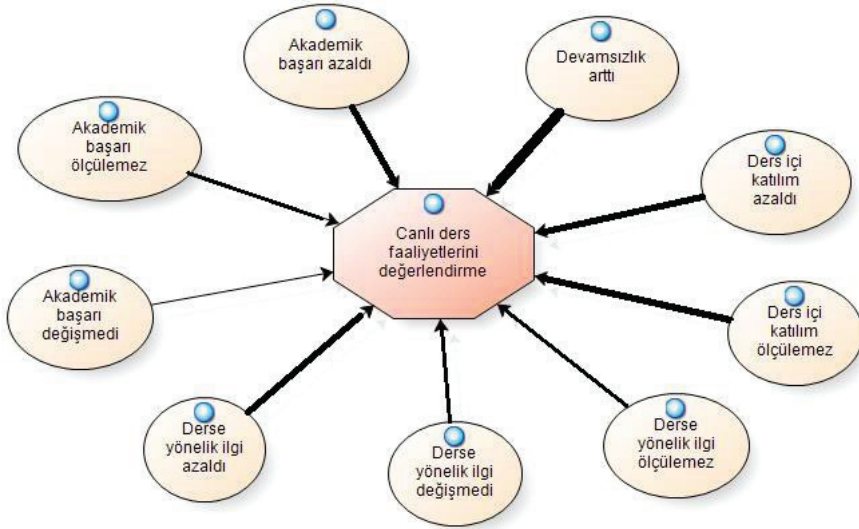 Akademik
başarı azaldı
Devamsızlık
arttı
Akademik
başarı
ölçülemez
Ders içi
katılım
azaldı
Canlı ders
faaliyetlerini
değerlendirme
Akademik
başarı
değişmedi
Ders içi
katılım
ölçülemez
Derse
yönelik ilgi
azaldı
Derse
yönelik ilgi
değişmedi
Derse
yönelik ilgi
ölçülemez